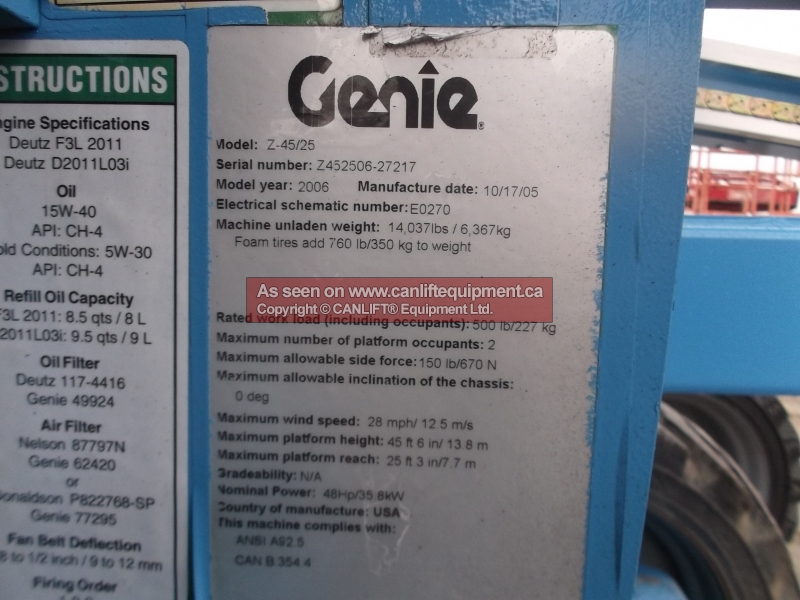 STRUCTIONS
ngine Specifications
Deutz F3L 2011
Deutz D2011L03i
Oil
15W-40
API: CH-4
old Conditions: 5W-30
API: CH-4
Refill Oil Capacity
F3L 2011: 8.5 qts / 8 L
2011L03i: 9.5 qts / 9 L
Oil Filter
Deutz 117-4416
Genie 49924
Air Filter
Nelson 87797N
Genie 62420
or
onaldson P822768-SP
Genie 77295
Fan Belt Deflection
8 to 1/2 inch / 9 to 12 mm
Firing Order
Genie
Model: Z-45/25
Serial number: Z452506-27217
Model year: 2006 Manufacture date: 10/17/05
Electrical schematic number: E0270
Machine unladen weight: 14,037lbs / 6,367kg
Foam tires add 760 lb/350 kg to weight
As seen on www.canliftequipment.ca
Copyright © CANLIFT® Equipment Ltd.
Rated work load (including occupants): 500 lb/227 kg
Maximum number of platform occupants: 2
Maximum allowable side force: 150 lb/670 N
Maximum allowable inclination of the chassis:
0 deg
Maximum wind speed: 28 mph/ 12.5 m/s
Maximum platform height: 45 ft 6 in/ 13.8 m
Maximum platform reach: 25 ft 3 in/7.7 m
Gradeability: N/A
Nominal Power: 48Hp/35.8kW
Country of manufacture: USA
This machine complies with:
ANSI A92.5
CAN B.354.4